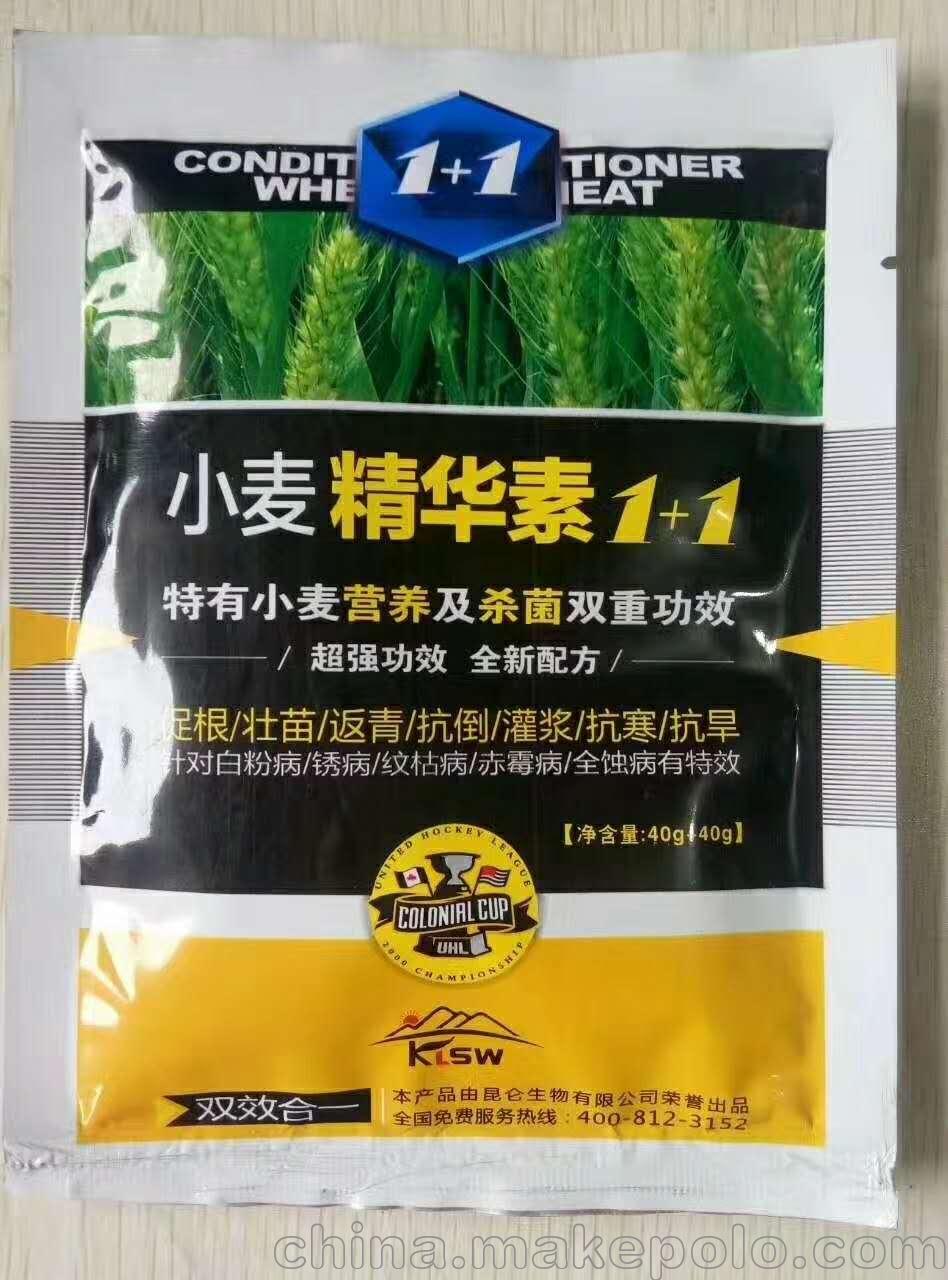 CONDIT 1+1 TIONER
WHE HEAT
小麦精华素1+1
特有小麦营养及杀菌双重功效
/ 超强功效 全新配方 /
促根/壮苗/返青/抗倒/灌浆/抗寒/抗旱
针对白粉病/锈病/纹枯病/赤霉病/全蚀病有特效
【净含量:40g+40g】
UNITED HOCKEY LEAGUE
COLONIAL CUP
UHL
2000 CHAMPIONSHIP
KLSW
双效合一
本产品由昆仑生物有限公司荣誉出品
全国免费服务热线：400-812-3152
china.makepolo.com